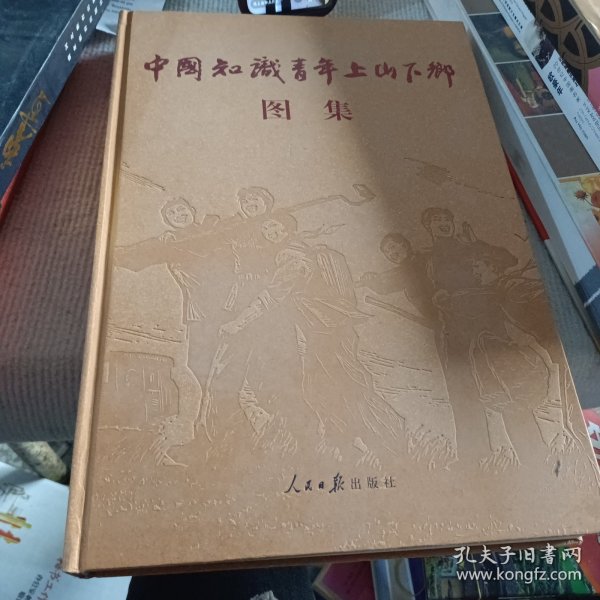 中國知識青年上山下鄉
图 集
人民日报出版社
孔夫子旧书网
www.kongfz.com